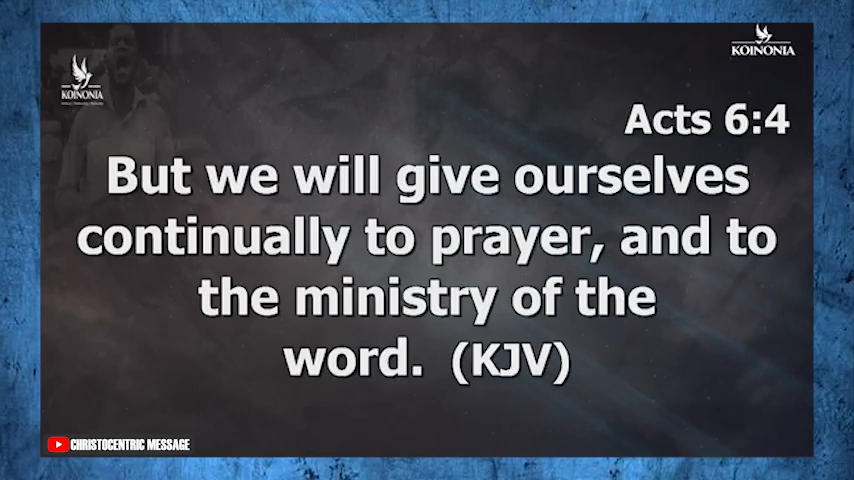 KOINONIA
KOINONIA
Acts 6:4
But we will give ourselves
continually to prayer, and to
the ministry of the
word. (KJV)
CHRISTOCENTRIC MESSAGE